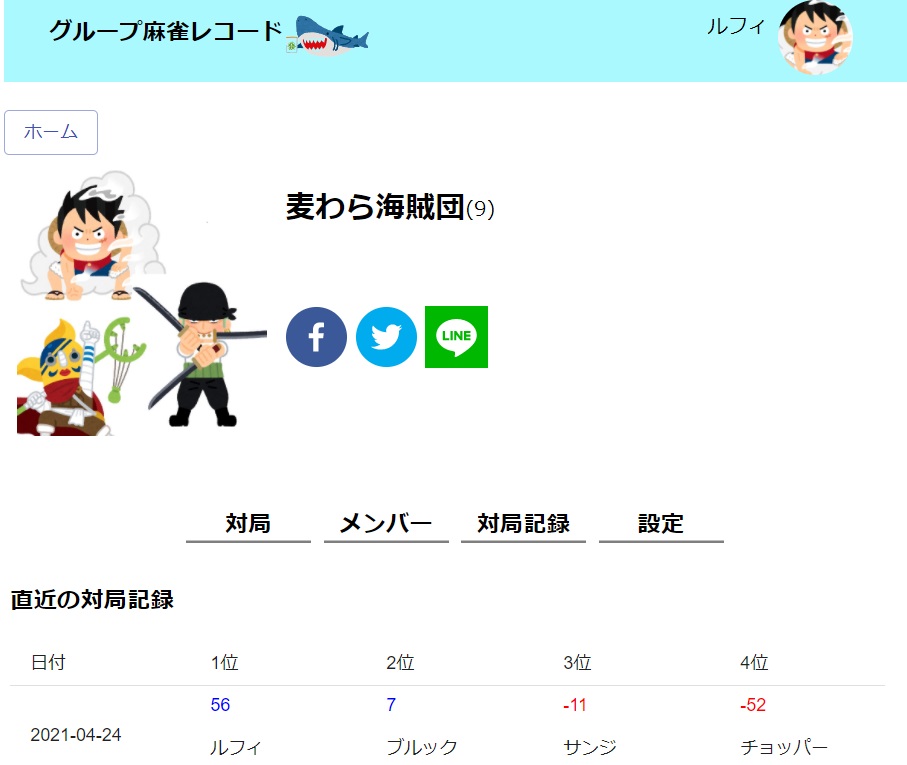 グループ麻雀レコード
ルフィ
ホーム
麦わら海賊団(9)
LINE
対局 メンバー 対局記録 設定
直近の対局記録
日付 1位 2位 3位 4位
56 7 -11 -52
2021-04-24
ルフィ ブルック サンジ チョッパー